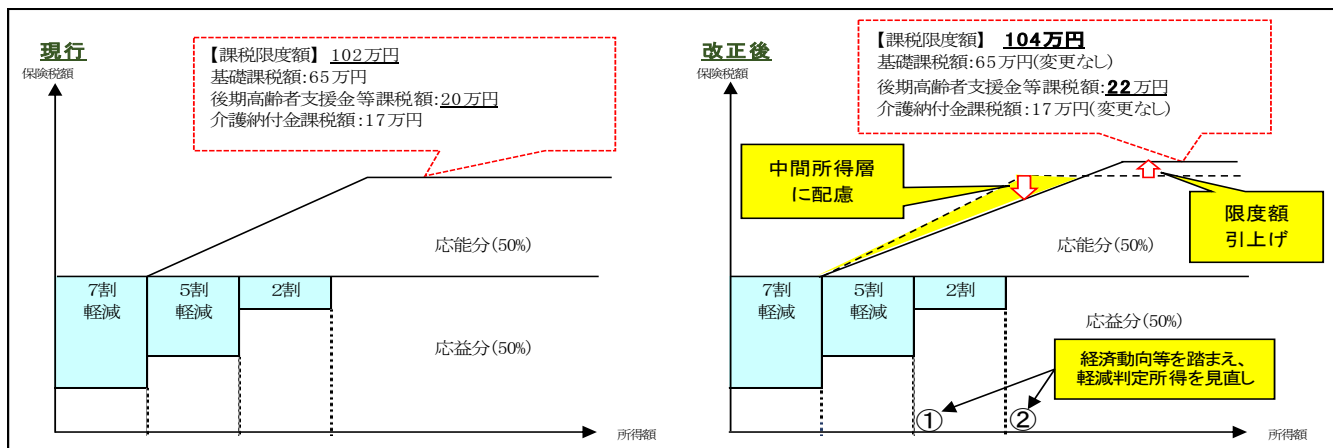 現行
保険税額
【課税限度額】 102万円
基礎課税額:65万円
後期高齢者支援金等課税額:20万円
介護納付金課税額:17万円
応能分(50%)
7割
軽減
5割
軽減
2割
応益分(50%)
所得額
改正後
保険税額
【課税限度額】 104万円
基礎課税額:65万円(変更なし)
後期高齢者支援金等課税額:22万円
介護納付金課税額:17万円(変更なし)
中間所得層
に配慮
限度額
引上げ
応能分(50%)
7割
軽減
5割
軽減
2割
応益分(50%)
経済動向等を踏まえ、
軽減判定所得を見直し
① ②
所得額